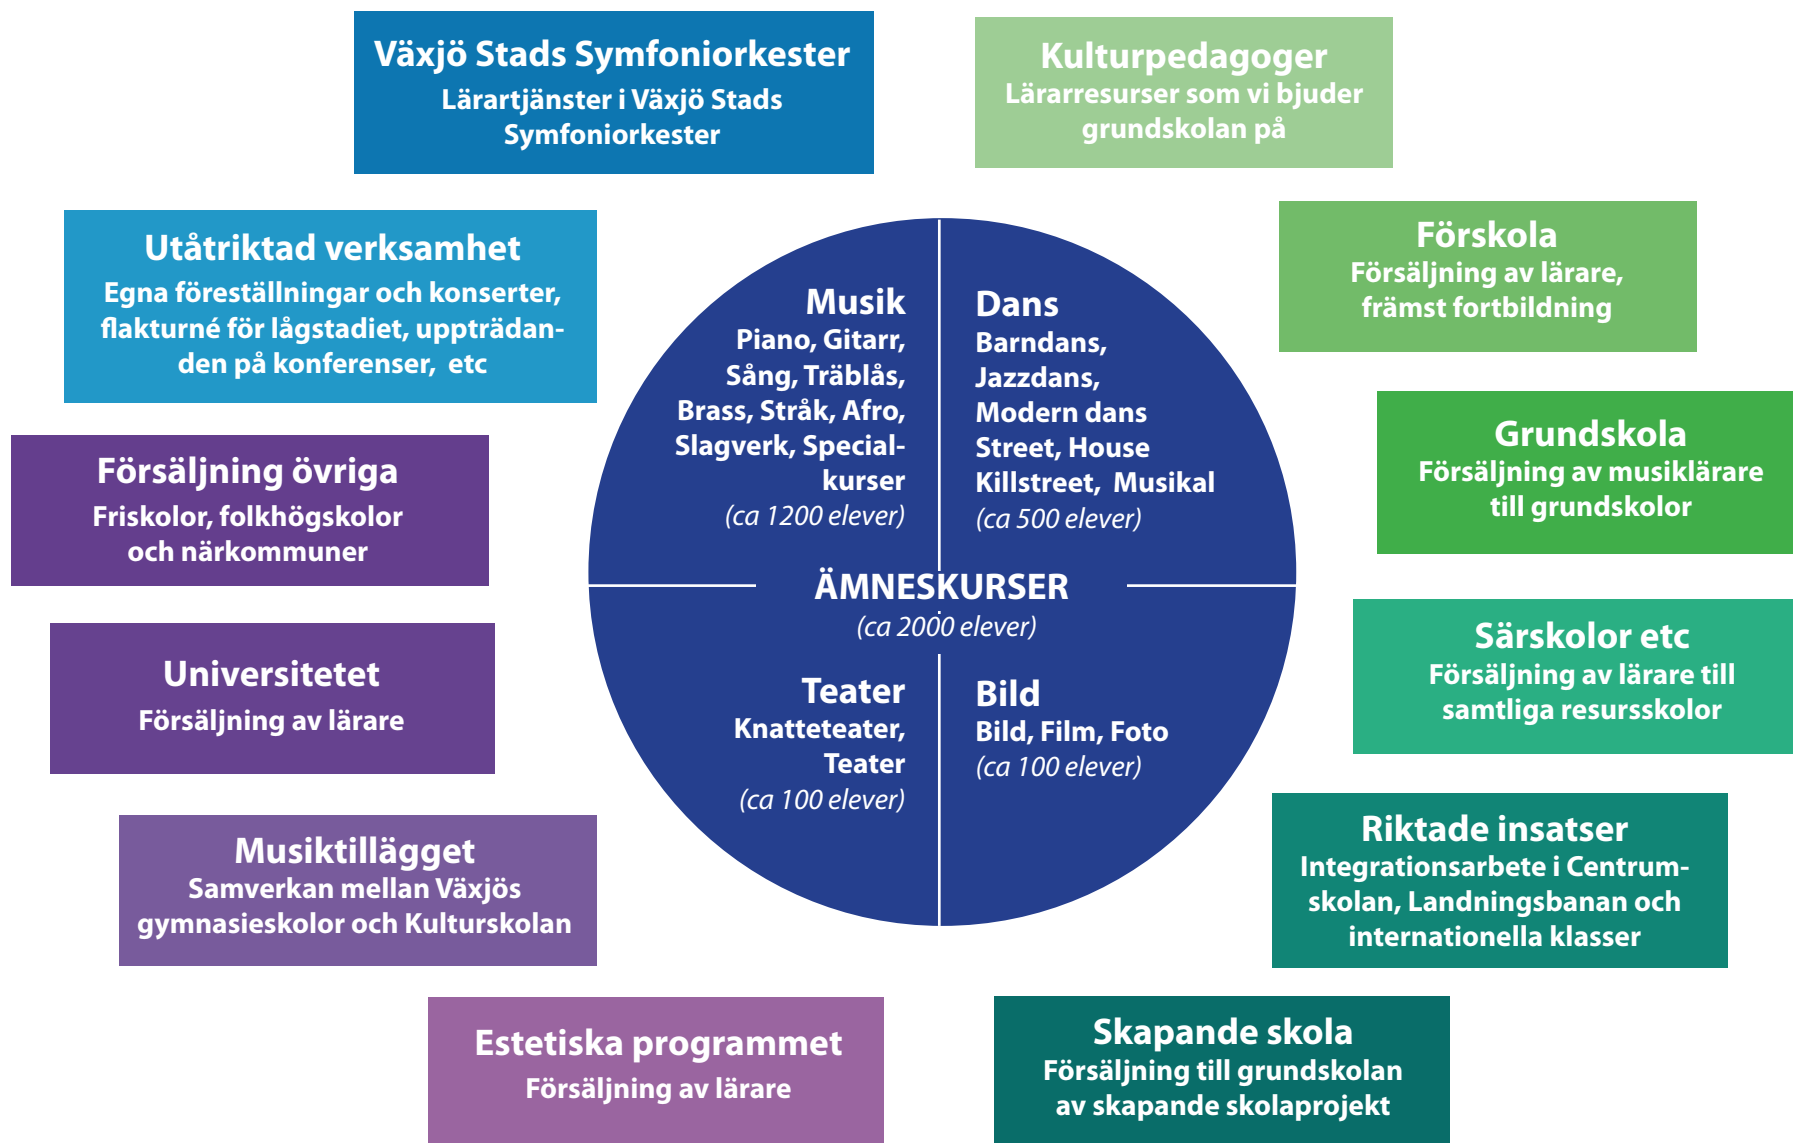 Växjö Stads Symfoniorkester
Lärartjänster i Växjö Stads
Symfoniorkester
Kulturpedagoger
Lärarresurser som vi bjuder
grundskolan på
Utåtriktad verksamhet
Egna föreställningar och konserter,
flakturné för lågstadiet, uppträdan-
den på konferenser, etc
Förskola
Försäljning av lärare,
främst fortbildning
Försäljning övriga
Friskolor, folkhögskolor
och närkommuner
Grundskola
Försäljning av musiklärare
till grundskolor
Musik
Piano, Gitarr,
Sång, Träblås,
Brass, Stråk, Afro,
Slagverk, Special-
kurser
(ca 1200 elever)
Dans
Barndans,
Jazzdans,
Modern dans
Street, House
Killstreet, Musikal
(ca 500 elever)
ÄMNESKURSER
(ca 2000 elever)
Teater
Knatteteater,
Teater
(ca 100 elever)
Bild
Bild, Film, Foto
(ca 100 elever)
Universitetet
Försäljning av lärare
Särskolor etc
Försäljning av lärare till
samtliga resursskolor
Musiktillägget
Samverkan mellan Växjös
gymnasieskolor och Kulturskolan
Riktade insatser
Integrationsarbete i Centrum-
skolan, Landningsbanan och
internationella klasser
Estetiska programmet
Försäljning av lärare
Skapande skola
Försäljning till grundskolan
av skapande skolaprojekt